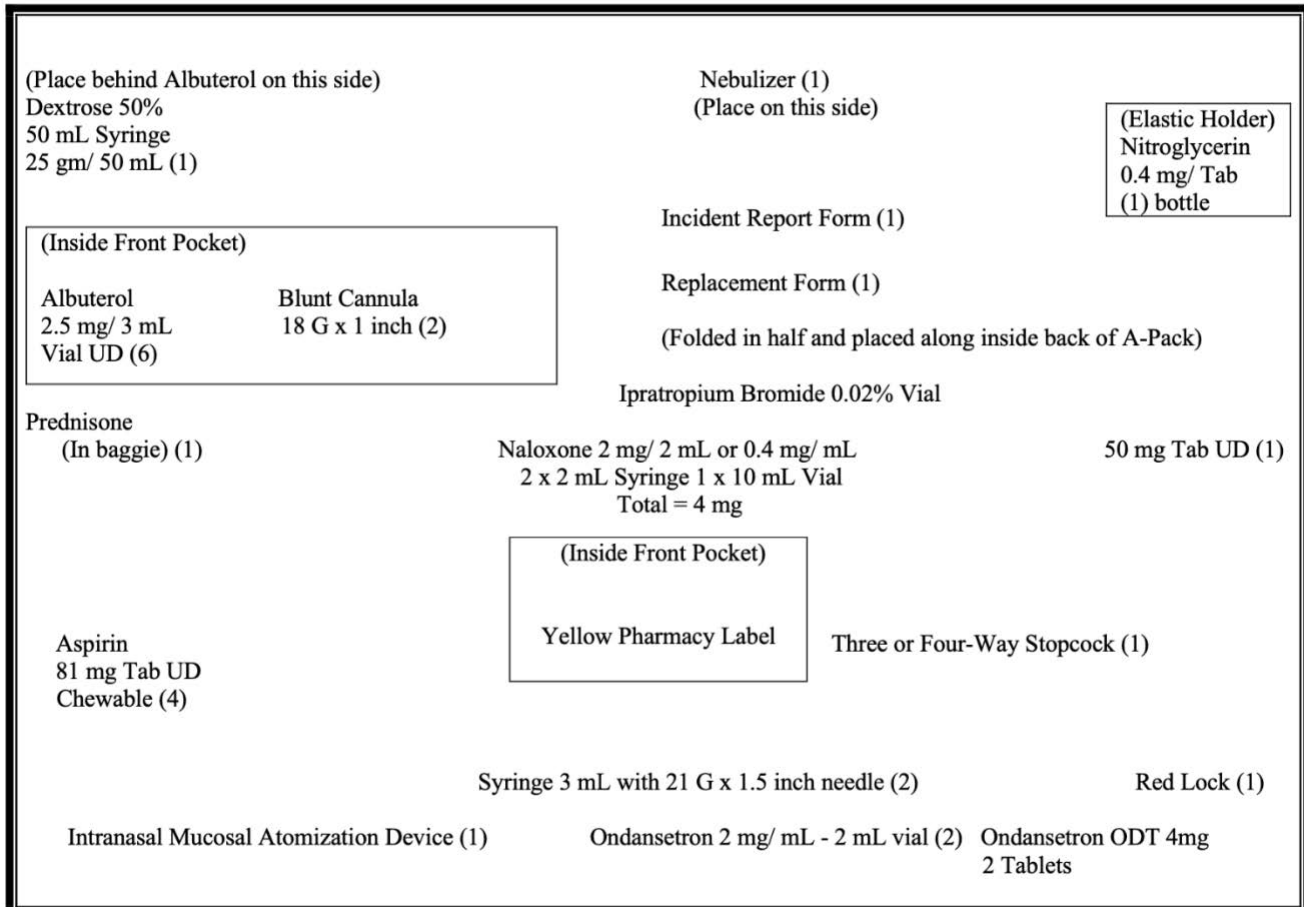 (Place behind Albuterol on this side)
Dextrose 50%
50 mL Syringe
25 gm/ 50 mL (1)
Nebulizer (1)
(Place on this side)
(Elastic Holder)
Nitroglycerin
0.4 mg/ Tab
(1) bottle
Incident Report Form (1)
Replacement Form (1)
(Folded in half and placed along inside back of A-Pack)
(Inside Front Pocket)
Albuterol
2.5 mg/ 3 mL
Vial UD (6)
Blunt Cannula
18 G x 1 inch (2)
Ipratropium Bromide 0.02% Vial
Prednisone
(In baggie) (1)
Naloxone 2 mg/ 2 mL or 0.4 mg/ mL
2 x 2 mL Syringe 1 x 10 mL Vial
Total = 4 mg
50 mg Tab UD (1)
(Inside Front Pocket)
Yellow Pharmacy Label
Aspirin
81 mg Tab UD
Chewable (4)
Three or Four-Way Stopcock (1)
Syringe 3 mL with 21 G x 1.5 inch needle (2)
Red Lock (1)
Intranasal Mucosal Atomization Device (1)
Ondansetron 2 mg/ mL - 2 mL vial (2)
Ondansetron ODT 4mg
2 Tablets